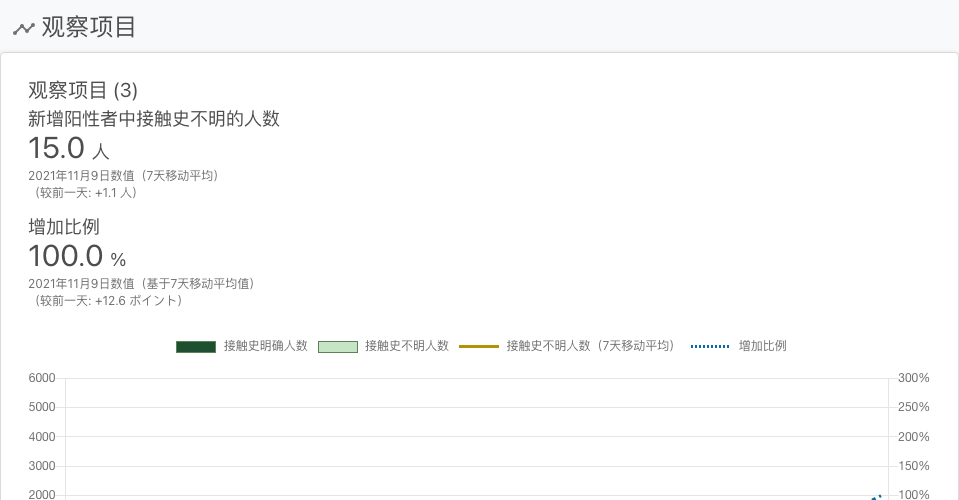 观察项目
观察项目 (3)
新增阳性者中接触史不明的人数
15.0 人
2021年11月9日数值（7天移动平均）
（较前一天: +1.1 人）
增加比例
100.0 %
2021年11月9日数值（基于7天移动平均值）
（较前一天: +12.6 ポイント）
接触史明确人数 接触史不明人数 接触史不明人数（7天移动平均） 增加比例
6000 300%
5000 250%
4000 200%
3000 150%
2000 100%